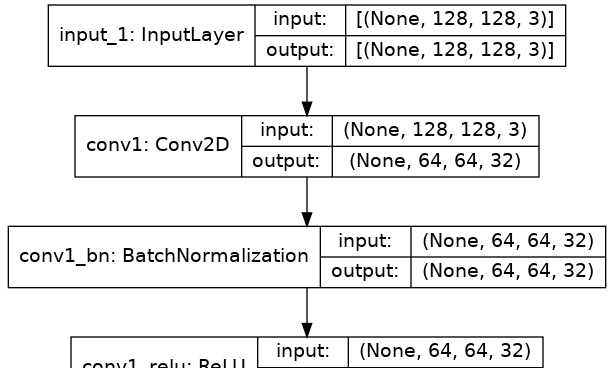 input_1: InputLayer
input: [(None, 128, 128, 3)]
output: [(None, 128, 128, 3)]
conv1: Conv2D
input: (None, 128, 128, 3)
output: (None, 64, 64, 32)
conv1_bn: BatchNormalization
input: (None, 64, 64, 32)
output: (None, 64, 64, 32)
conv1_relu: ReLU
input: (None, 64, 64, 32)